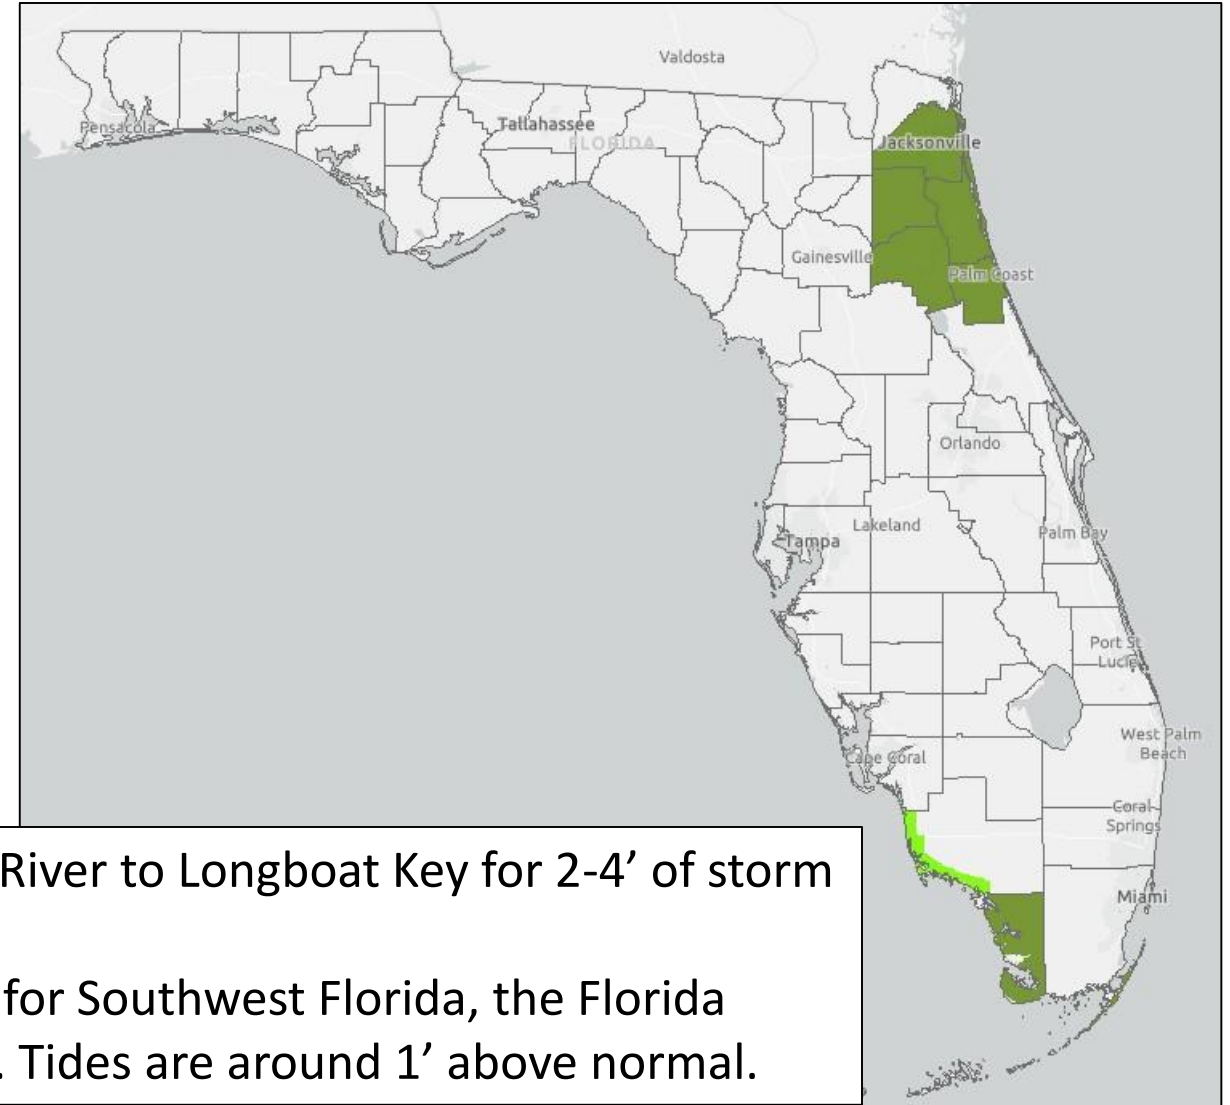 Valdosta
Pensacola
Tallahassee
FLORIDA
Jacksonville
Gainesville
Palm Coast
Orlando
Lakeland
Palm Bay
Tampa
Port St
Lucie
West Palm
Beach
Cape Coral
Coral
Springs
River to Longboat Key for 2-4’ of storm
Miami
for Southwest Florida, the Florida
. Tides are around 1’ above normal.